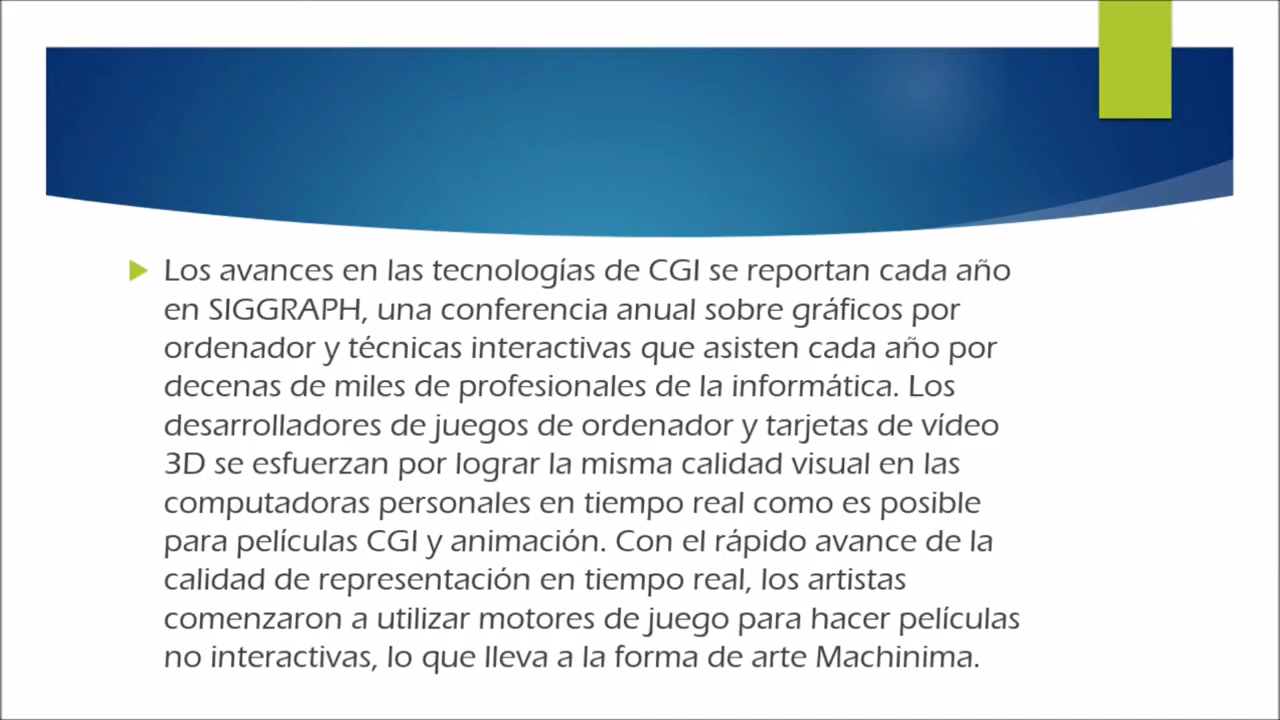 Los avances en las tecnologías de CGI se reportan cada año
en SIGGRAPH, una conferencia anual sobre gráficos por
ordenador y técnicas interactivas que asisten cada año por
decenas de miles de profesionales de la informática. Los
desarrolladores de juegos de ordenador y tarjetas de vídeo
3D se esfuerzan por lograr la misma calidad visual en las
computadoras personales en tiempo real como es posible
para películas CGI y animación. Con el rápido avance de la
calidad de representación en tiempo real, los artistas
comenzaron a utilizar motores de juego para hacer películas
no interactivas, lo que lleva a la forma de arte Machinima.